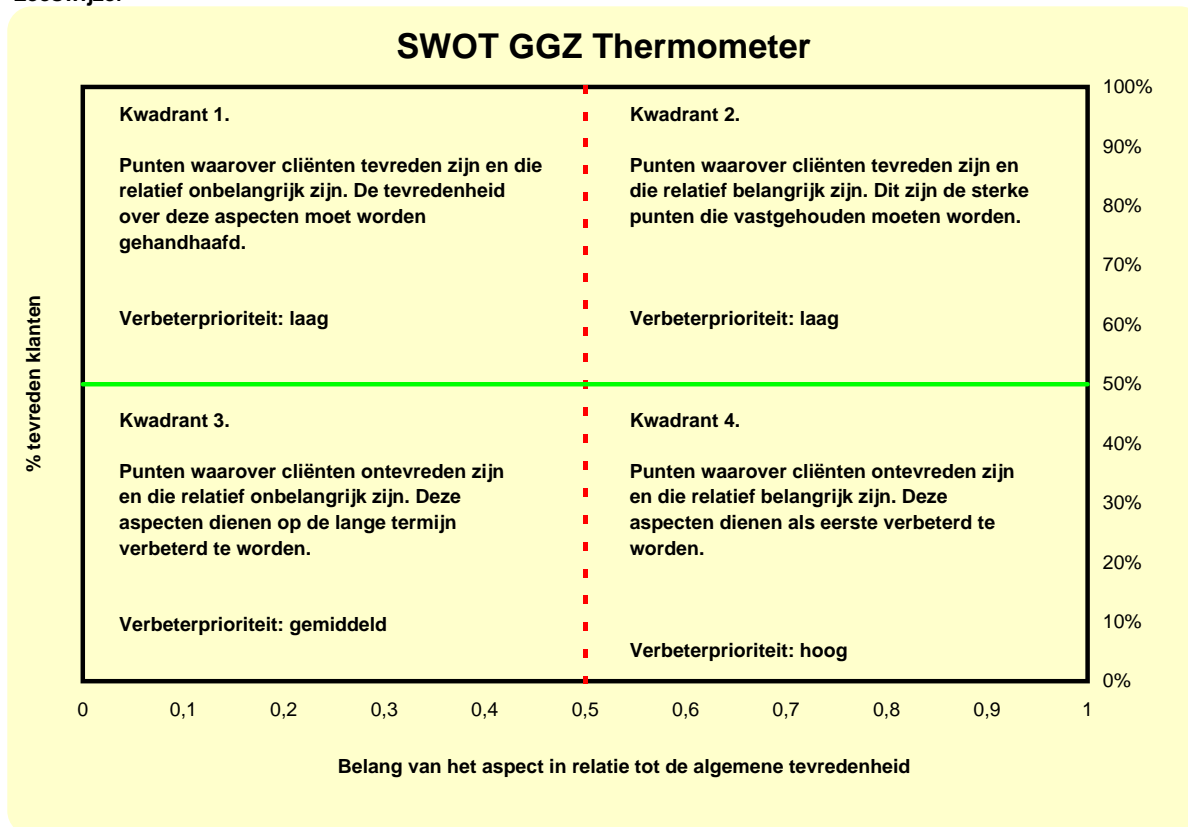 SWOT GGZ Thermometer
Kwadrant 1.
Punten waarover cliënten tevreden zijn en die
relatief onbelangrijk zijn. De tevredenheid
over deze aspecten moet worden
gehandhaafd.
Verbeterprioriteit: laag
Kwadrant 2.
Punten waarover cliënten tevreden zijn en
die relatief belangrijk zijn. Dit zijn de sterke
punten die vastgehouden moeten worden.
Verbeterprioriteit: laag
Kwadrant 3.
Punten waarover cliënten ontevreden zijn
en die relatief onbelangrijk zijn. Deze
aspecten dienen op de lange termijn
verbeterd te worden.
Verbeterprioriteit: gemiddeld
Kwadrant 4.
Punten waarover cliënten ontevreden zijn
en die relatief belangrijk zijn. Deze
aspecten dienen als eerste verbeterd te
worden.
Verbeterprioriteit: hoog
% tevreden klanten
100%
90%
80%
70%
60%
50%
40%
30%
20%
10%
0%
0 0,1 0,2 0,3 0,4 0,5 0,6 0,7 0,8 0,9 1
Belang van het aspect in relatie tot de algemene tevredenheid